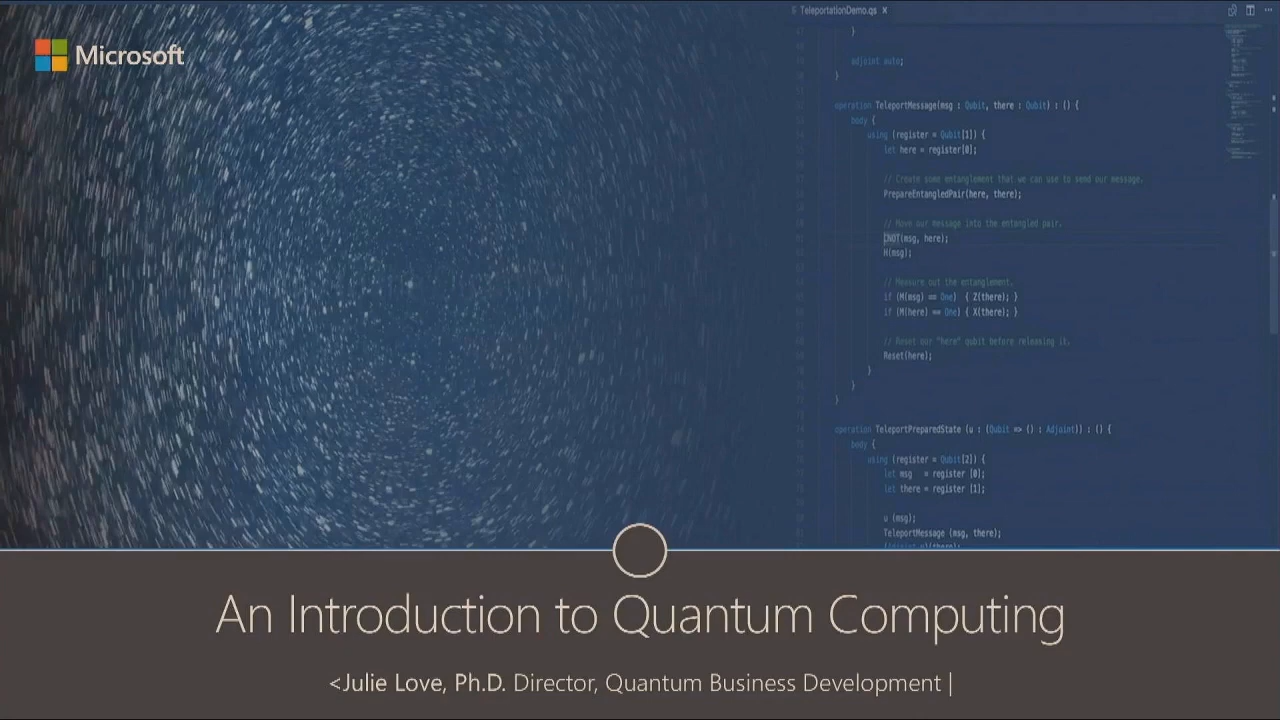 Microsoft
TeleportationDemo.qs
}
adjoint auto;
}
operation TeleportMessage(msg : Qubit, there : Qubit) : () {
body {
using (register = Qubit[1]) {
let here = register[0];
// Create some entanglement that we can use to send our message.
PrepareEntangledPair(here, there);
// Move our message into the entangled pair.
CNOT(msg, here);
H(msg);
// Measure out the entanglement.
if (M(msg) == One) { Z(there); }
if (M(here) == One) { X(there); }
// Reset our "here" qubit before releasing it.
Reset(here);
}
}
}
operation TeleportPreparedState (u : (Qubit => () : Adjoint)) : () {
body {
using (register = Qubit[2]) {
let msg = register [0];
let there = register [1];
u (msg);
TeleportMessage (msg, there);
An Introduction to Quantum Computing
<Julie Love, Ph.D. Director, Quantum Business Development |